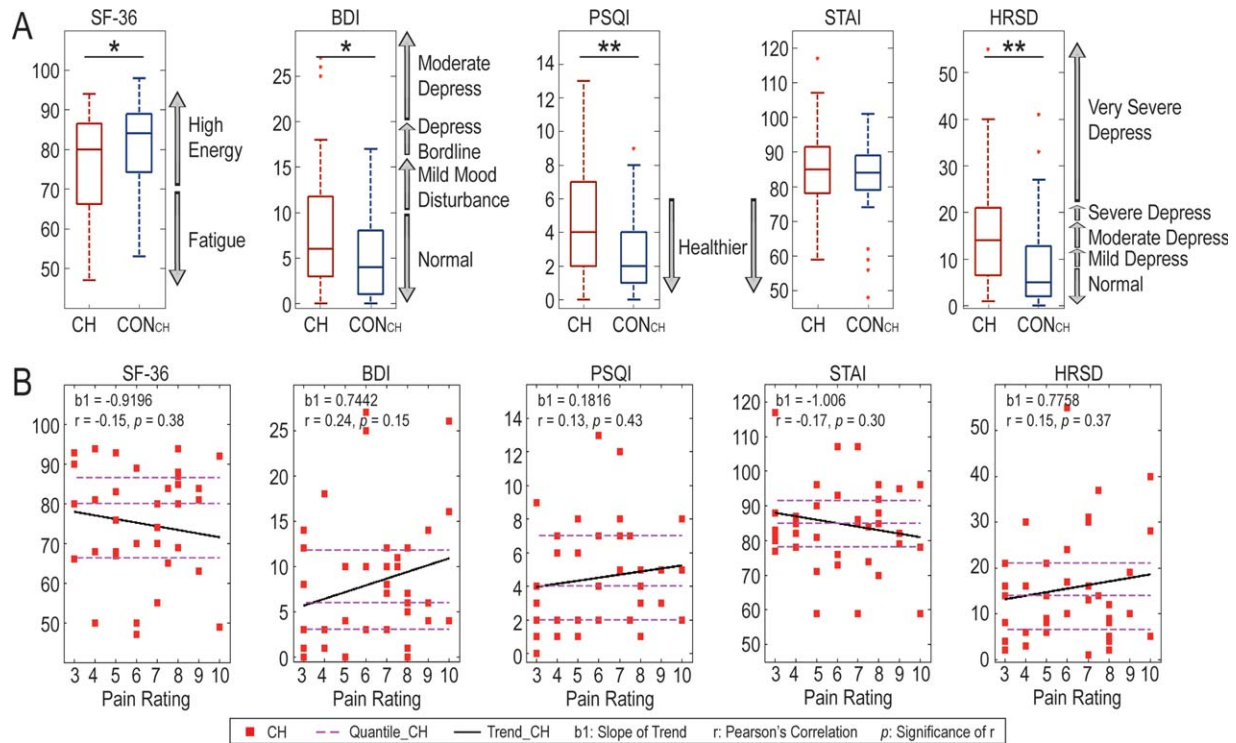 A
SF-36
BDI
PSQI
STAI
HRSD
*
*
**
**
100
90
80
70
60
50
High
Energy
Fatigue
CH
CONCH
25
20
15
10
5
0
Moderate
Depress
Depress
Bordline
Mild Mood
Disturbance
Normal
CH
CONCH
14
12
10
8
6
4
2
0
Healthier
CH
CONCH
120
110
100
90
80
70
60
50
CH
CONCH
50
40
30
20
10
0
Very Severe
Depress
Severe Depress
Moderate Depress
Mild Depress
Normal
CH
CONCH
B
SF-36
b1 = -0.9196
r = -0.15, p = 0.38
100
90
80
70
60
50
3 4 5 6 7 8 9 10
Pain Rating
BDI
b1 = 0.7442
r = 0.24, p = 0.15
25
20
15
10
5
0
3 4 5 6 7 8 9 10
Pain Rating
PSQI
b1 = 0.1816
r = 0.13, p = 0.43
14
12
10
8
6
4
2
0
3 4 5 6 7 8 9 10
Pain Rating
STAI
b1 = -1.006
r = -0.17, p = 0.30
120
110
100
90
80
70
60
50
3 4 5 6 7 8 9 10
Pain Rating
HRSD
b1 = 0.7758
r = 0.15, p = 0.37
50
40
30
20
10
0
3 4 5 6 7 8 9 10
Pain Rating
CH Quantile_CH Trend_CH b1: Slope of Trend r: Pearson's Correlation p: Significance of r